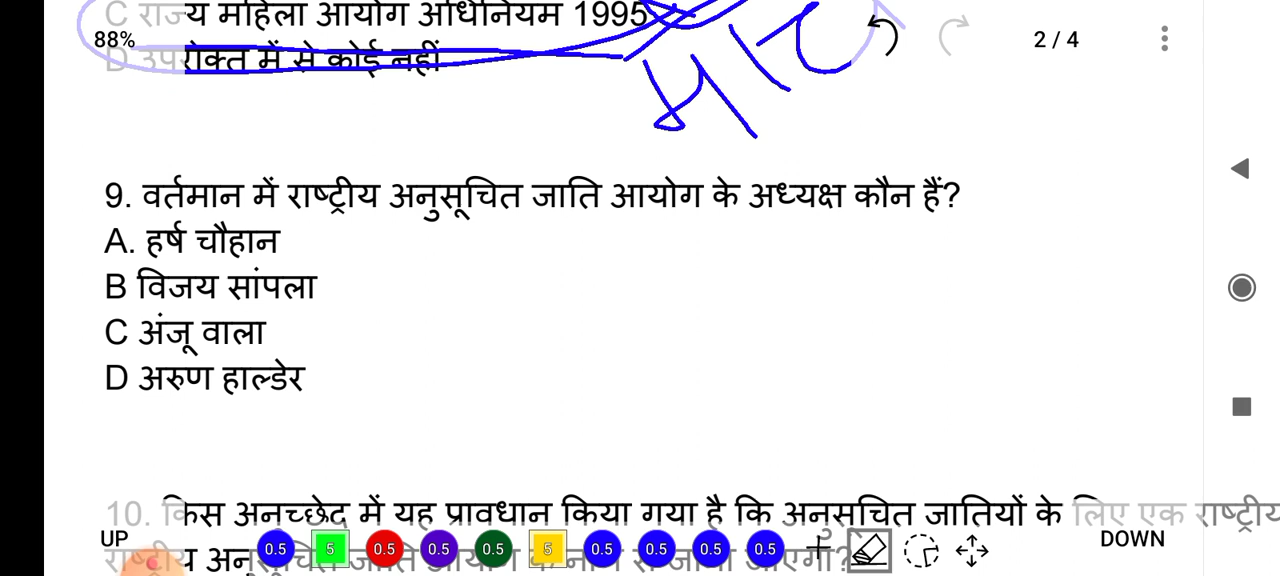 C राज्य महिला आयोग अधिनियम 1995
88%
D उपरोक्त में से कोई नहीं
2 / 4
9. वर्तमान में राष्ट्रीय अनुसूचित जाति आयोग के अध्यक्ष कौन हैं?
A. हर्ष चौहान
B विजय सांपला
C अंजू वाला
D अरुण हाल्डेर
10. किस अनुच्छेद में यह प्रावधान किया गया है कि अनुसूचित जातियों के लिए एक राष्ट्रीय
UP
0.5 5 0.5 0.5 0.5 5 0.5 0.5 0.5 0.5
DOWN
जाति आयोग के नाम से जाना जाएगा?